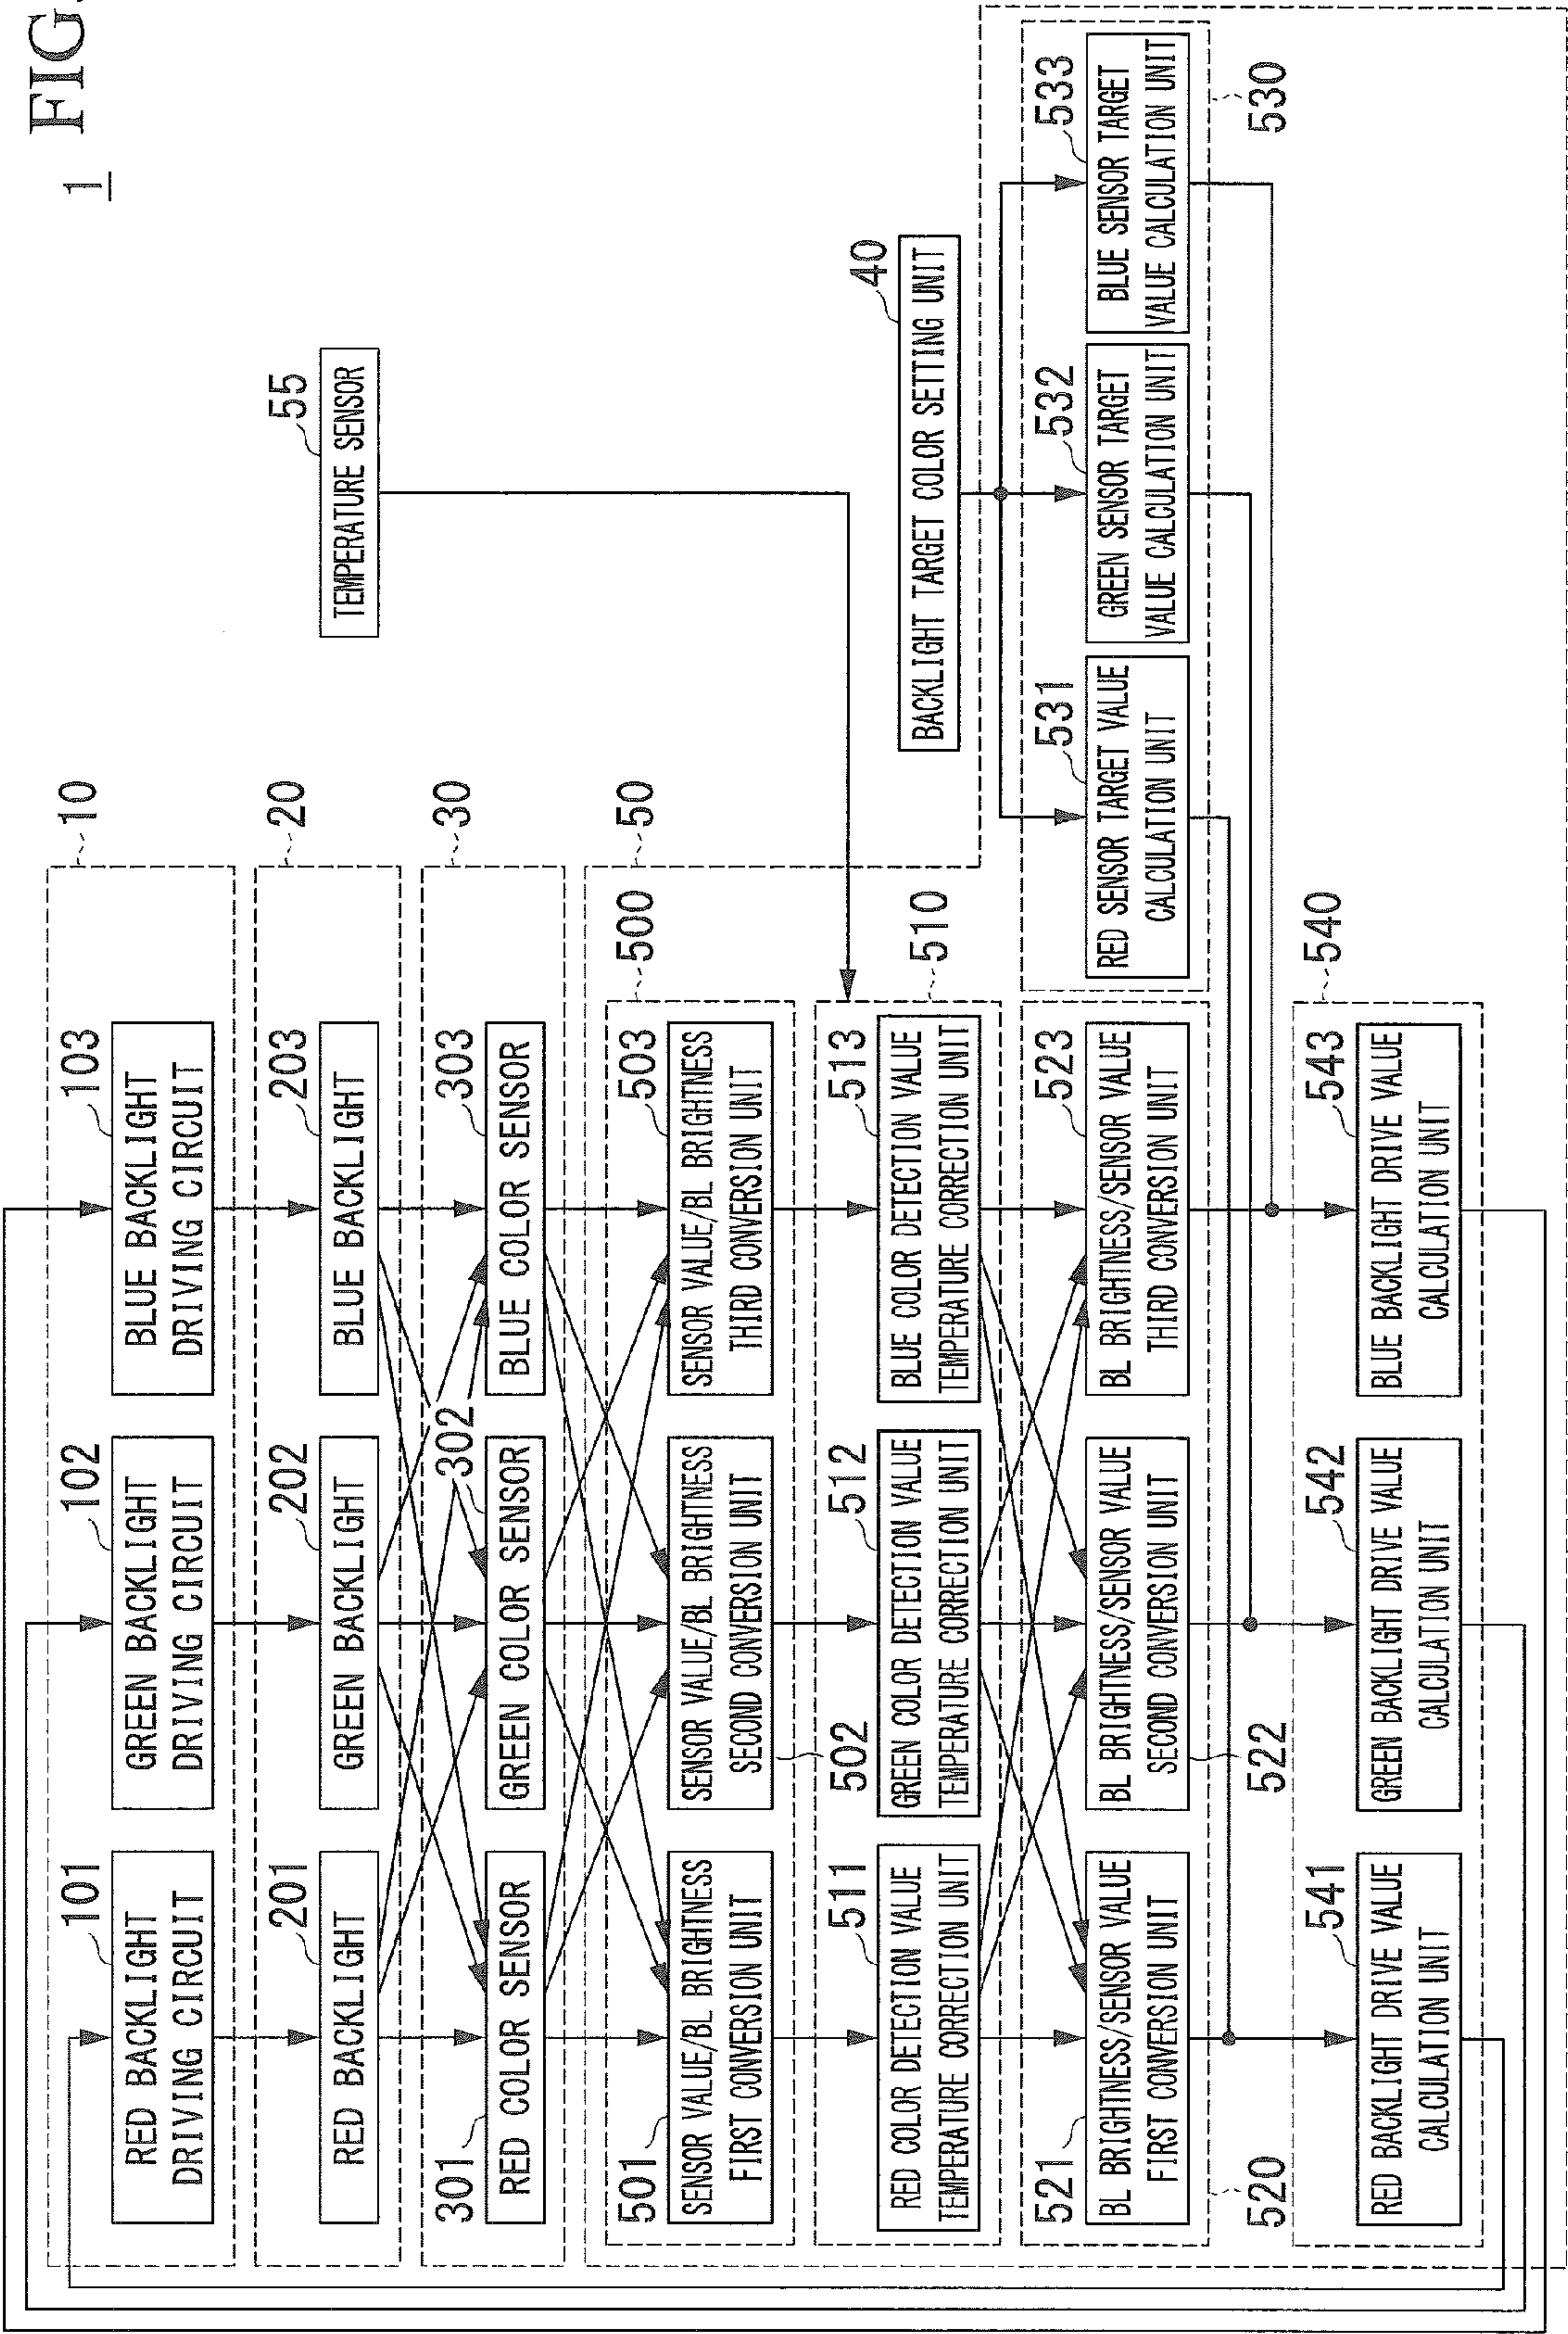 FIG.
1
10
101
RED BACKLIGHT
DRIVING CIRCUIT
102
GREEN BACKLIGHT
DRIVING CIRCUIT
103
BLUE BACKLIGHT
DRIVING CIRCUIT
20
201
RED BACKLIGHT
202
GREEN BACKLIGHT
203
BLUE BACKLIGHT
55
TEMPERATURE SENSOR
30
301
RED COLOR SENSOR
302
GREEN COLOR SENSOR
303
BLUE COLOR SENSOR
50
500
501
SENSOR VALUE/BL BRIGHTNESS
FIRST CONVERSION UNIT
502
SENSOR VALUE/BL BRIGHTNESS
SECOND CONVERSION UNIT
503
SENSOR VALUE/BL BRIGHTNESS
THIRD CONVERSION UNIT
510
511
RED COLOR DETECTION VALUE
TEMPERATURE CORRECTION UNIT
512
GREEN COLOR DETECTION VALUE
TEMPERATURE CORRECTION UNIT
513
BLUE COLOR DETECTION VALUE
TEMPERATURE CORRECTION UNIT
40
BACKLIGHT TARGET COLOR SETTING UNIT
520
521
BL BRIGHTNESS/SENSOR VALUE
FIRST CONVERSION UNIT
522
BL BRIGHTNESS/SENSOR VALUE
SECOND CONVERSION UNIT
523
BL BRIGHTNESS/SENSOR VALUE
THIRD CONVERSION UNIT
530
531
RED SENSOR TARGET VALUE
CALCULATION UNIT
532
GREEN SENSOR TARGET
VALUE CALCULATION UNIT
533
BLUE SENSOR TARGET
VALUE CALCULATION UNIT
540
541
RED BACKLIGHT DRIVE VALUE
CALCULATION UNIT
542
GREEN BACKLIGHT DRIVE VALUE
CALCULATION UNIT
543
BLUE BACKLIGHT DRIVE VALUE
CALCULATION UNIT